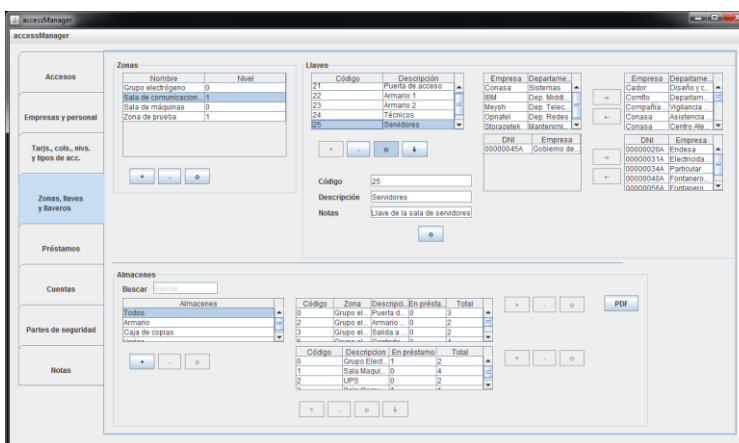 accessManager
accessManager
Accesos
Empresas y personal
Tarjs., cols., nivs.
y tipos de acc.
Zonas, llaves
y llaveros
Préstamos
Cuentas
Partes de seguridad
Notas
Zonas
Nombre Nivel
Grupo electrógeno 0
Sala de comunicacion... 1
Sala de máquinas 0
Zona de prueba 1
+ - o
Llaves
Código Descripción
21 Puerta de acceso
22 Armario 1
23 Armario 2
24 Técnicos
25 Servidores
+ - o ⬇
Código 25
Descripción Servidores
Notas Llave de la sala de servidores
o
Empresa Departame...
Conasa Sistemas
IBM Dep. Middl...
Meysh Dep. Telec...
Opnatel Dep. Redes
Storagetek Mantenimi...
DNI Empresa
00000045A Gobierno de...
→
←
→
←
Empresa Departame...
Cador Diseño y c...
Comflo Departam...
Compañía ... Vigilancia ...
Conasa Asistencia ...
Conasa Centro Ate...
DNI Empresa
00000020A Endesa
00000031A Electricida...
00000034A Particular
00000040A Fontanero...
00000056A Fontanero
Almacenes
Buscar Buscar...
Almacenes
Todos
Armario
Caja de copias
Varios
+ - o
Código Zona Descripci... En présta... Total
0 Grupo el... Puerta d... 0 3
2 Grupo el... Armario ... 0 2
3 Grupo el... Salida a ... 0 2
+ - o
PDF
Código Descripcion En préstamo Total
0 Grupo Elect... 1 2
1 Sala Maqui... 0 4
2 UPS 0 2
+ - o
+ - o ⬇